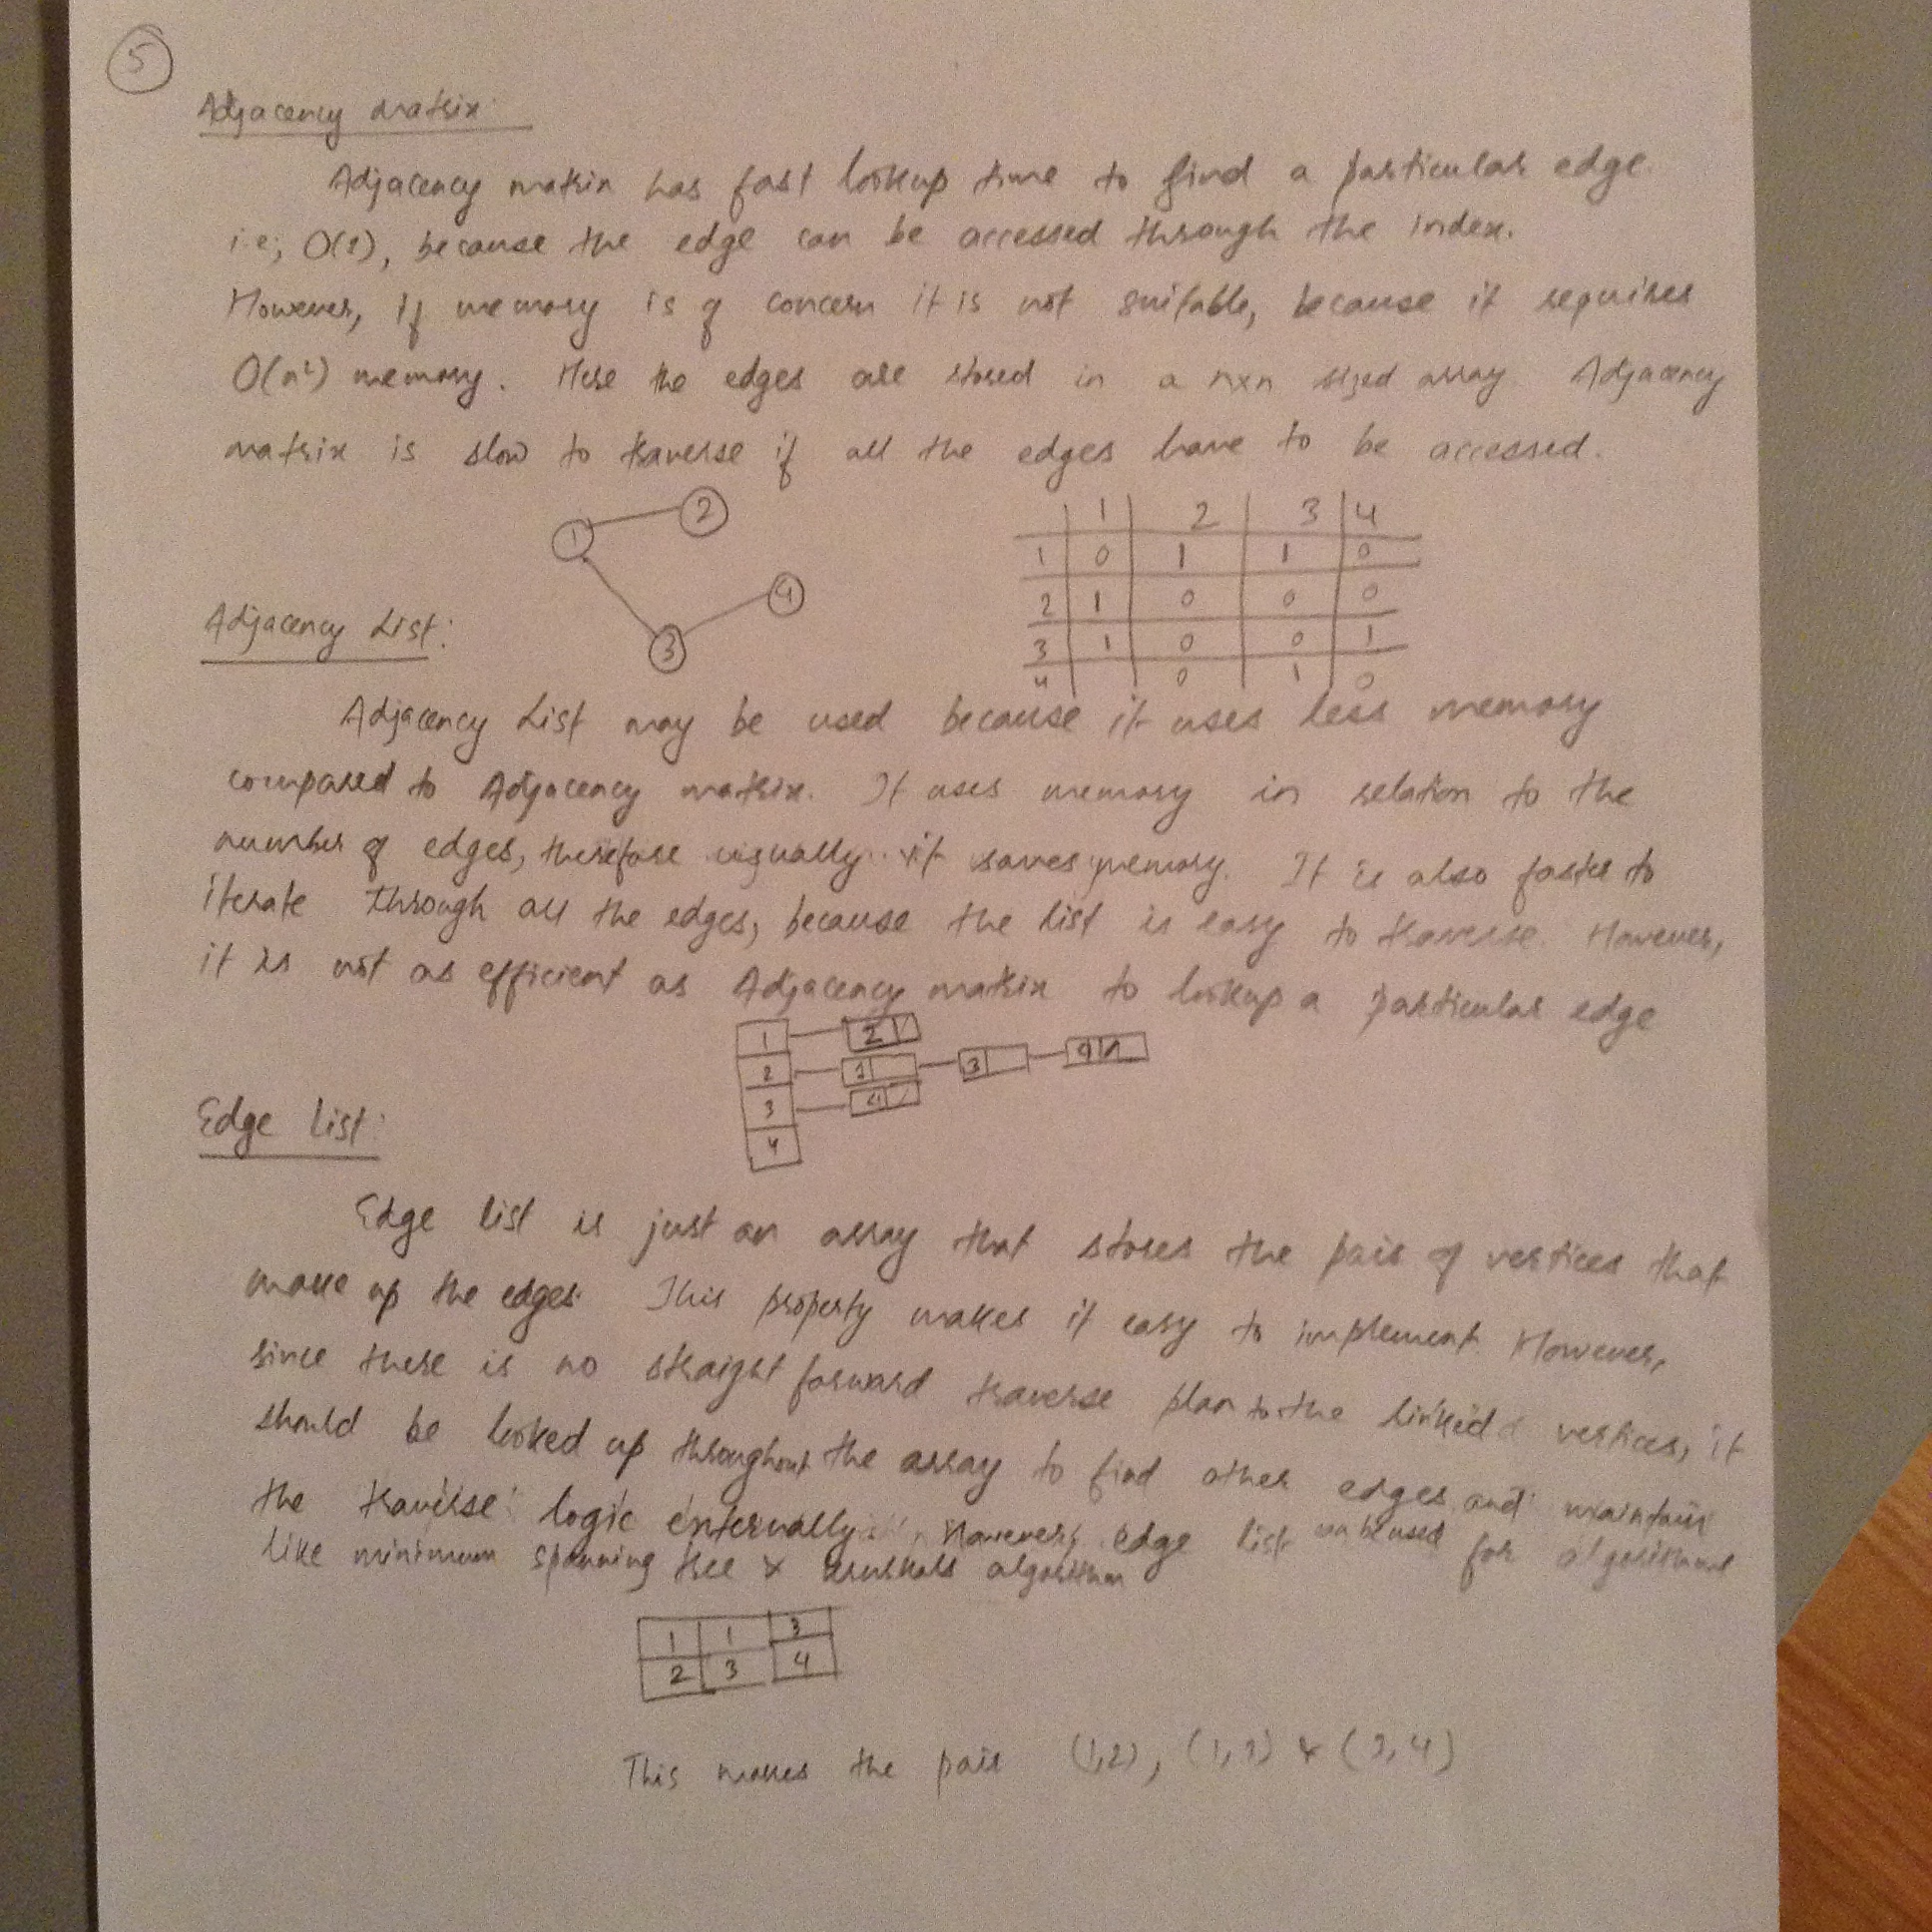 5
Adjacency matrix:
Adjacency matrix has fast lookup time to find a particular edge.
i.e; O(1), because the edge can be accessed through the index.
However, if memory is of concern it is not suitable, because it requires
O(n²) memory. Here the edges are stored in a n×n sized array. Adjacency
matrix is slow to traverse if all the edges have to be accessed.
1 2
3 4
1 2 3 4
1 0 1 1 0
2 1 0 0 0
3 1 0 0 1
4 0 1 0
Adjacency List:
Adjacency List may be used because it uses less memory
compared to Adjacency matrix. It uses memory in relation to the
number of edges, therefore usually it saves memory. It is also faster to
iterate through all the edges, because the list is easy to traverse. However,
it is not as efficient as Adjacency matrix to lookup a particular edge
1 2
2 1 3
3 4
4
Edge list:
Edge list is just an array that stores the pair of vertices that
make up the edges. This property makes it easy to implement. However,
since there is no straight forward traverse plan to the linked vertices, it
should be looked up throughout the array to find other edges and maintain
the traverse logic externally. However, edge list can be used for algorithms
like minimum spanning tree & Kruskals algorithm
1 1 3
2 3 4
This makes the pair (1,2), (1,3) & (3,4)